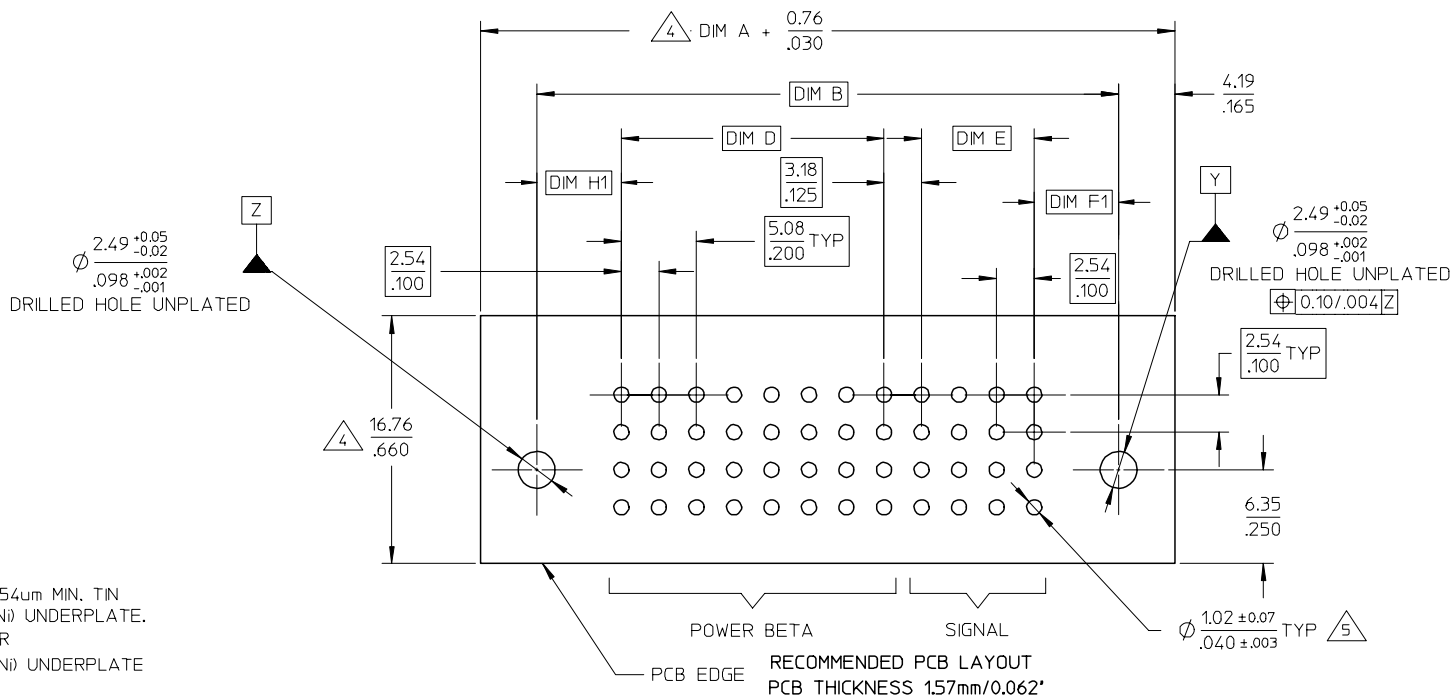 4 DIM A + 0.76
.030
DIM B
4.19
.165
DIM D
DIM E
3.18
.125
DIM H1
DIM F1
Z
Y
Ø 2.49 +0.05
-0.02
.098 +.002
-.001
DRILLED HOLE UNPLATED
2.54
.100
5.08 TYP
.200
2.54
.100
Ø 2.49 +0.05
-0.02
.098 +.002
-.001
DRILLED HOLE UNPLATED
⌖ 0.10/.004 Z
2.54 TYP
.100
4 16.76
.660
6.35
.250
54um MIN. TIN
Ni) UNDERPLATE.
R
Ni) UNDERPLATE
POWER BETA
SIGNAL
Ø 1.02 ±0.07 TYP 5
.040 ±.003
PCB EDGE
RECOMMENDED PCB LAYOUT
PCB THICKNESS 1.57mm/0.062"